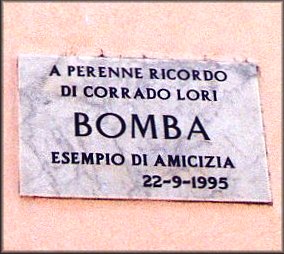 A PERENNE RICORDO
DI CORRADO LORI
BOMBA
ESEMPIO DI AMICIZIA
22-9-1995